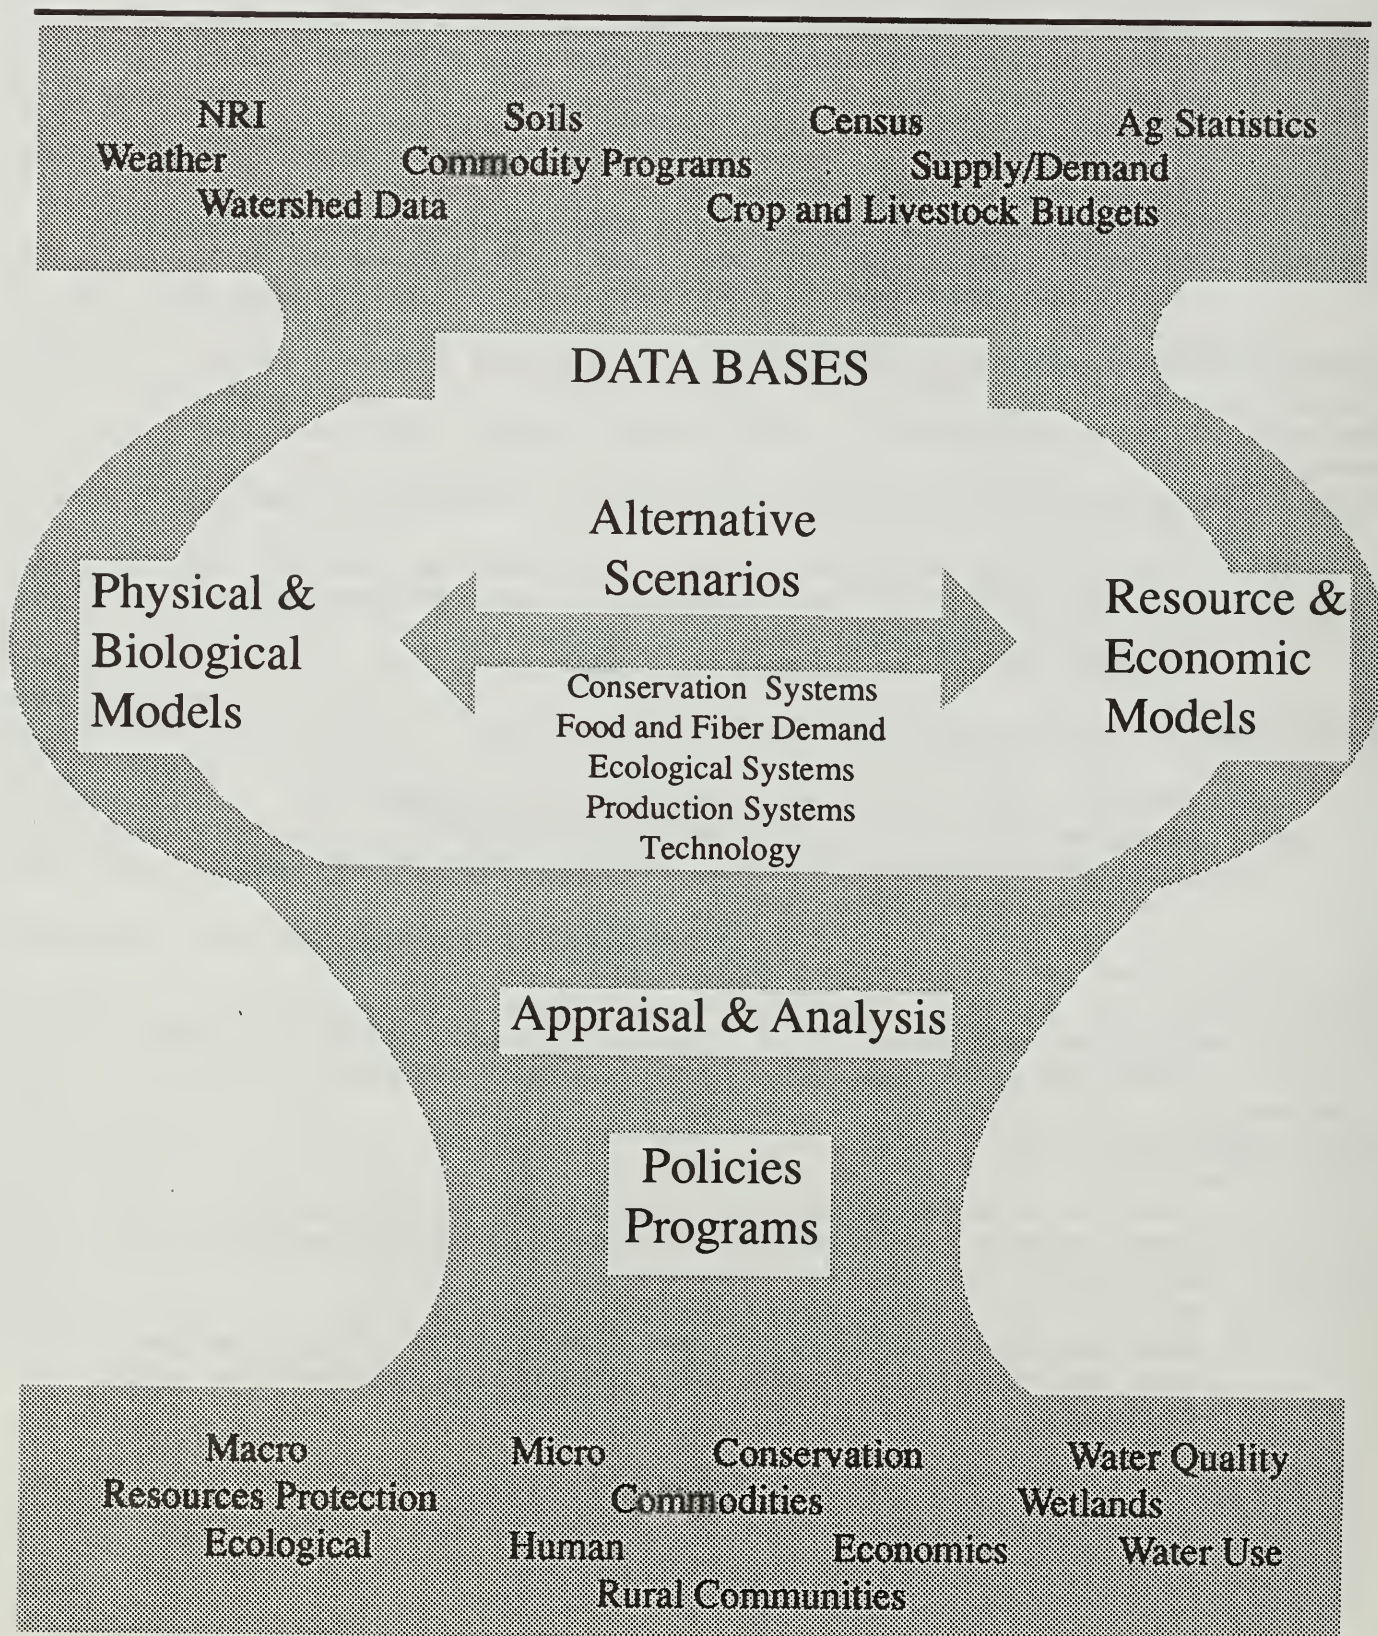 NRI Soils Census Ag Statistics
Weather Commodity Programs Supply/Demand
Watershed Data Crop and Livestock Budgets
DATA BASES
Alternative
Scenarios
Physical &
Biological
Models
Resource &
Economic
Models
Conservation Systems
Food and Fiber Demand
Ecological Systems
Production Systems
Technology
Appraisal & Analysis
Policies
Programs
Macro Micro Conservation Water Quality
Resources Protection Commodities Wetlands
Ecological Human Economics Water Use
Rural Communities